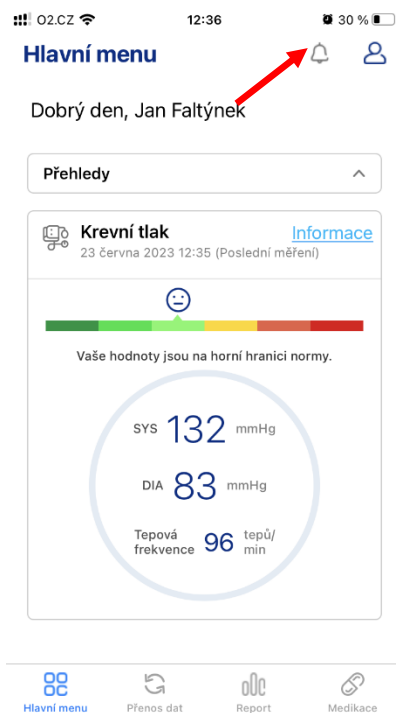 O2.CZ 12:36 30 %
Hlavní menu
Dobrý den, Jan Faltýnek
Přehledy
Krevní tlak Informace
23 června 2023 12:35 (Poslední měření)
Vaše hodnoty jsou na horní hranici normy.
SYS 132 mmHg
DIA 83 mmHg
Tepová frekvence 96 tepů/min
Hlavní menu Přenos dat Report Medikace